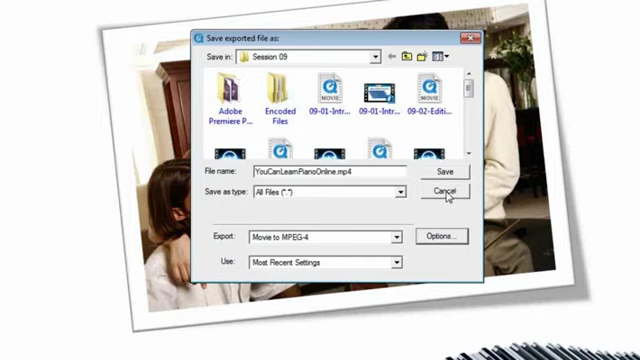 Save exported file as:
Save in: Session 09
Adobe Premiere P...
Encoded Files
09-01-Intr...
09-01-Intr...
09-02-Editi...
MOVIE
MOVIE
File name: YouCanLearnPianoOnline.mp4 Save
Save as type: All Files (*.*) Cancel
Export: Movie to MPEG-4 Options...
Use: Most Recent Settings